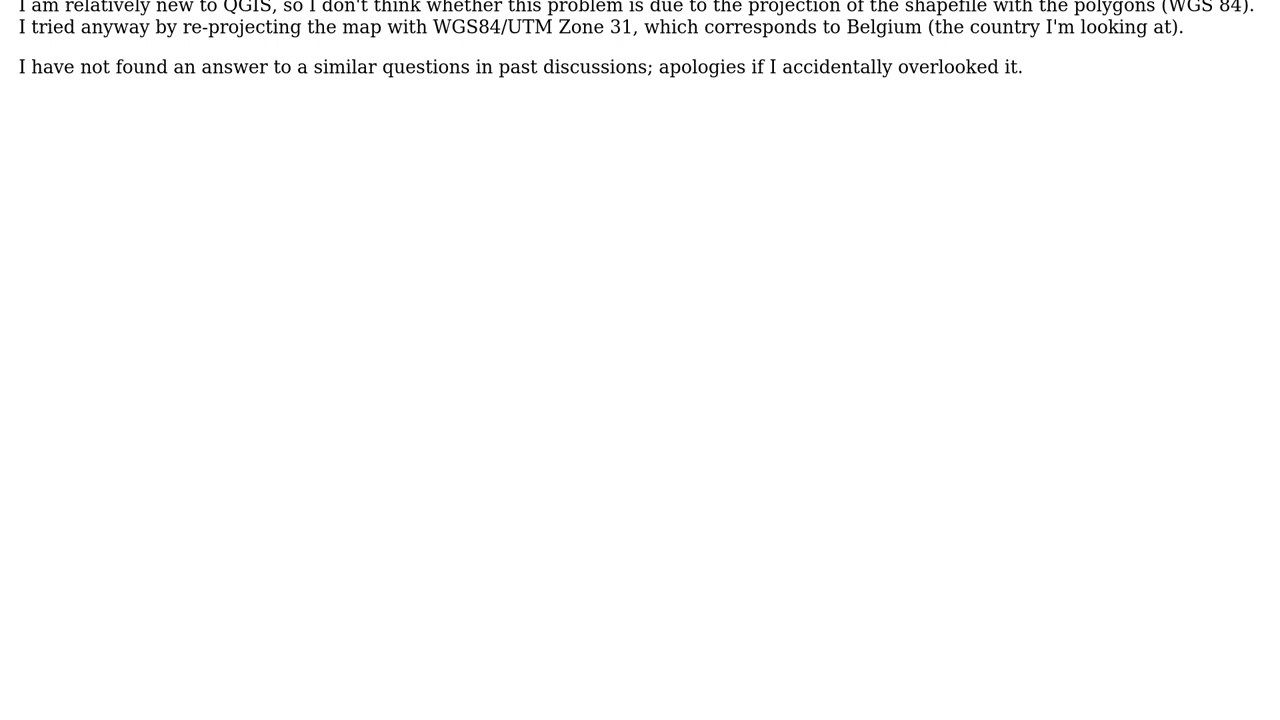 I am relatively new to QGIS, so I don't think whether this problem is due to the projection of the shapefile with the polygons (WGS 84).
I tried anyway by re-projecting the map with WGS84/UTM Zone 31, which corresponds to Belgium (the country I'm looking at).
I have not found an answer to a similar questions in past discussions; apologies if I accidentally overlooked it.